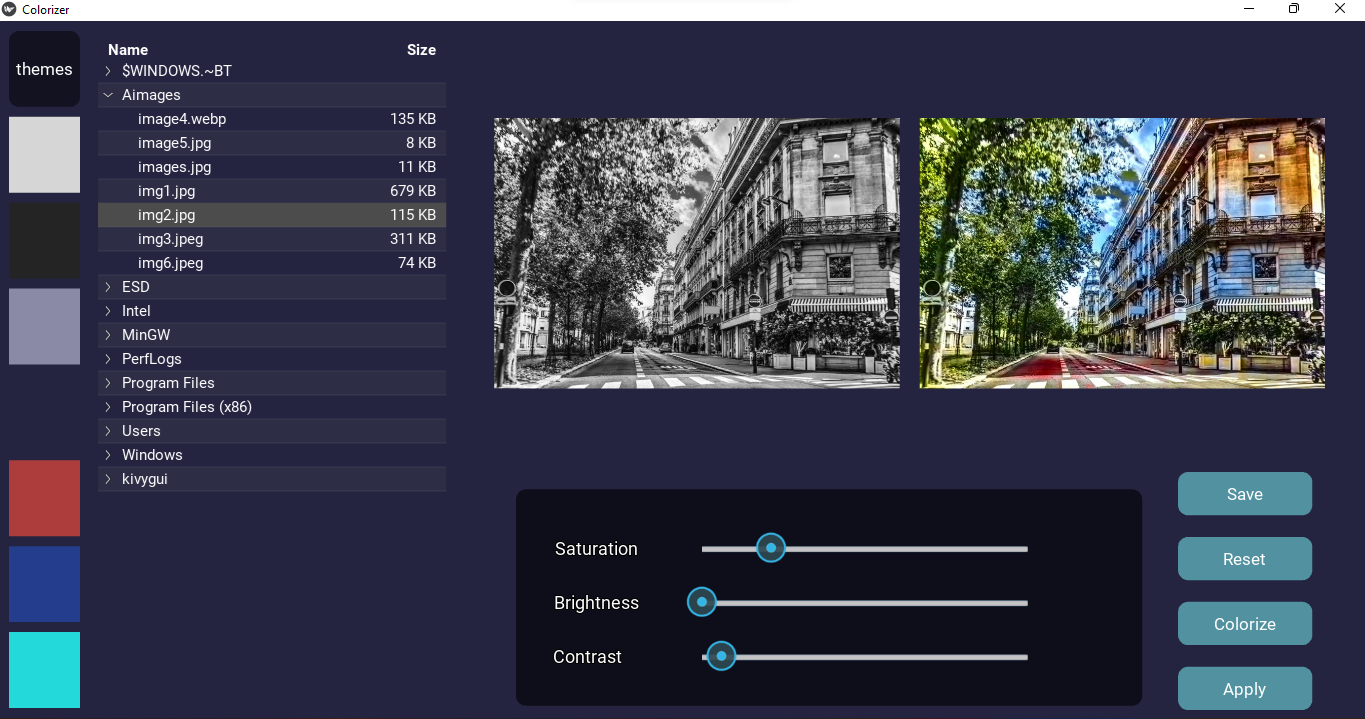 Colorizer
themes
Name Size
$WINDOWS.~BT
Aimages
image4.webp 135 KB
image5.jpg 8 KB
images.jpg 11 KB
img1.jpg 679 KB
img2.jpg 115 KB
img3.jpeg 311 KB
img6.jpeg 74 KB
ESD
Intel
MinGW
PerfLogs
Program Files
Program Files (x86)
Users
Windows
kivygui
Saturation
Brightness
Contrast
Save
Reset
Colorize
Apply